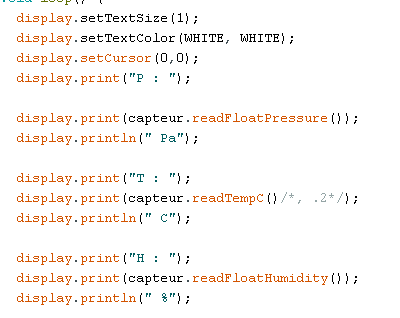 void loop() {
display.setTextSize(1);
display.setTextColor(WHITE, WHITE);
display.setCursor(0,0);
display.print("P : ");
display.print(capteur.readFloatPressure());
display.println(" Pa");
display.print("T : ");
display.print(capteur.readTempC()/*, .2*/);
display.println(" C");
display.print("H : ");
display.print(capteur.readFloatHumidity());
display.println(" %");